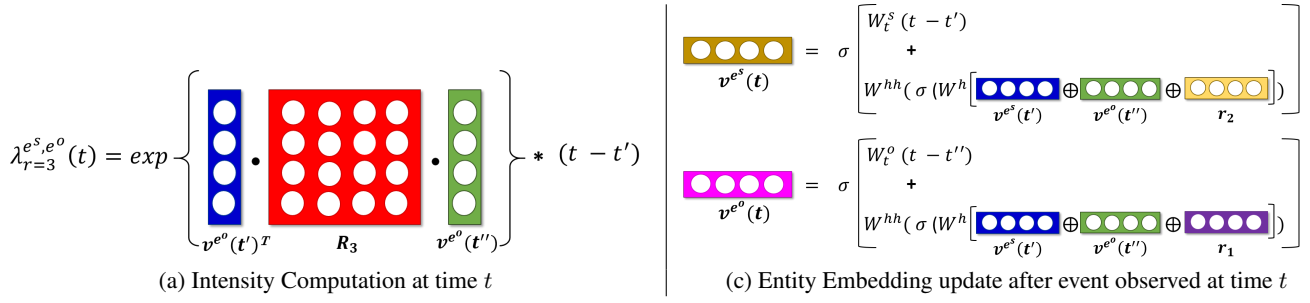 λ_{r=3}^{e^s,e^o}(t) = exp { • • } * (t − t′)
v^{e^o}(t′)^T R_3 v^{e^o}(t′′)
(a) Intensity Computation at time t
v^{e^s}(t) = σ [ W_t^s (t − t′)
+
W^{hh}( σ (W^h [ ⊕ ⊕ ] ) ]
v^{e^s}(t′) v^{e^o}(t′′) r_2
v^{e^o}(t) = σ [ W_t^o (t − t′′)
+
W^{hh}( σ (W^h [ ⊕ ⊕ ] ) ]
v^{e^s}(t′) v^{e^o}(t′′) r_1
(c) Entity Embedding update after event observed at time t